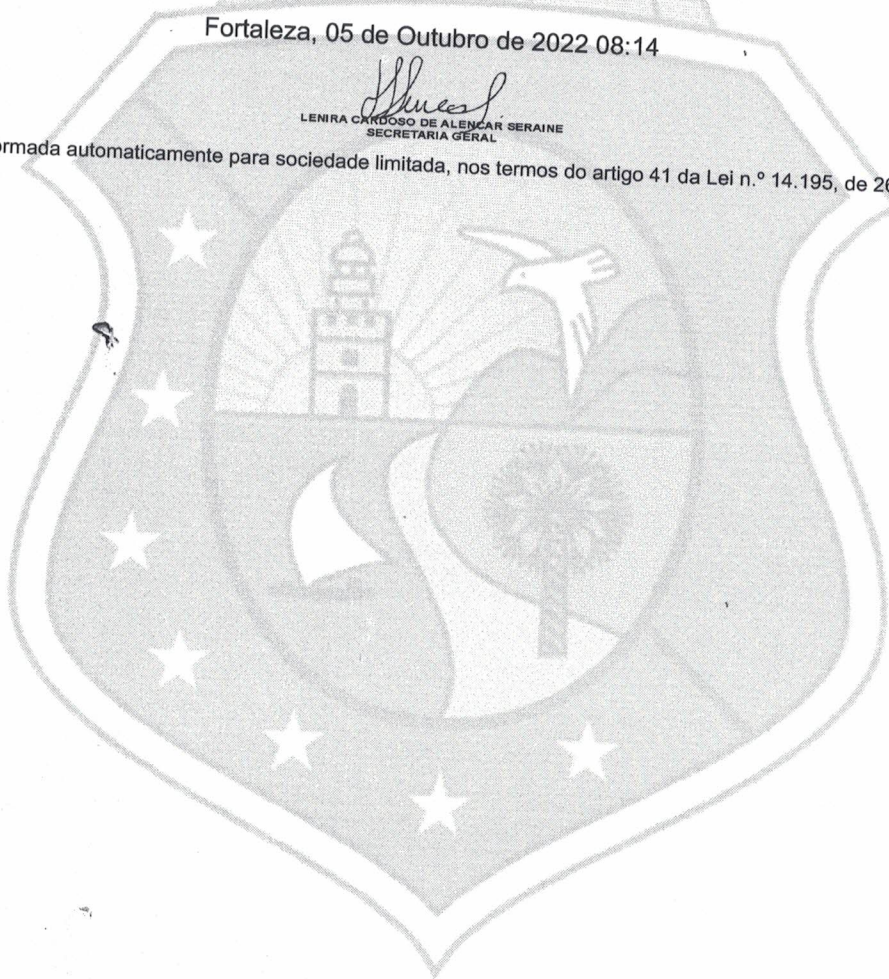 Fortaleza, 05 de Outubro de 2022 08:14
LENIRA CARDOSO DE ALENCAR SERAINE
SECRETARIA GERAL
ormada automaticamente para sociedade limitada, nos termos do artigo 41 da Lei n.º 14.195, de 26